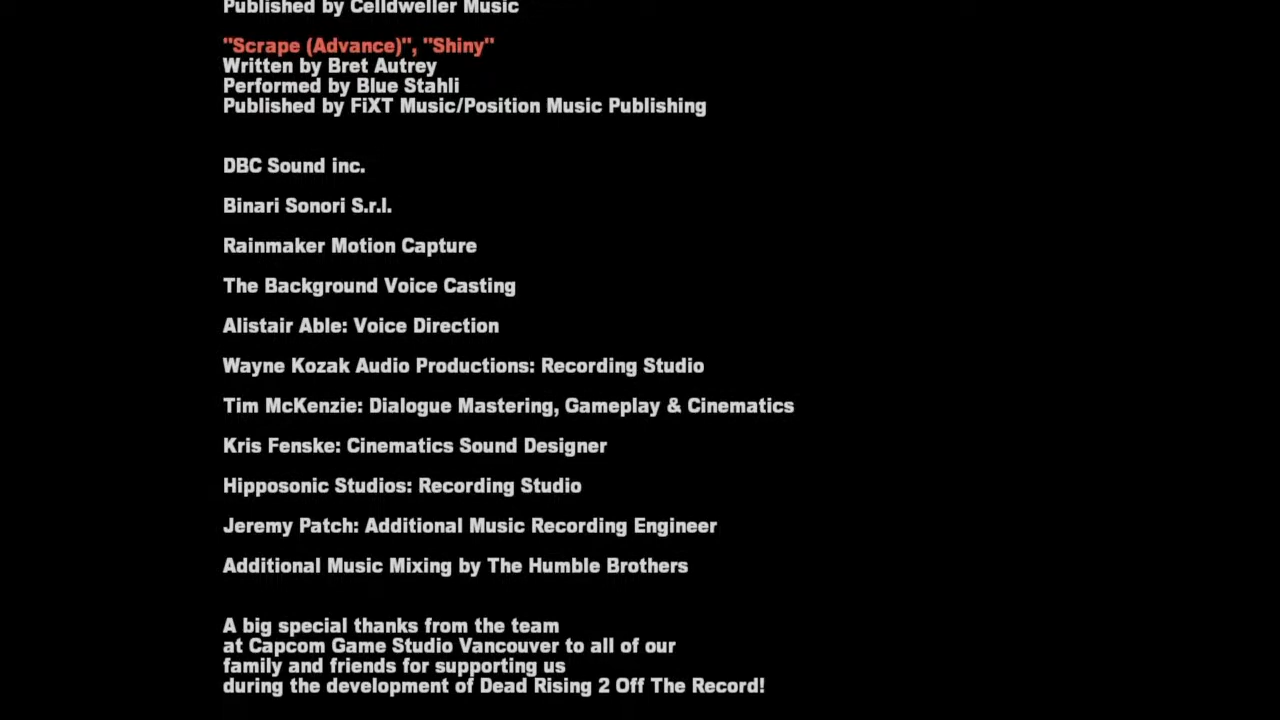 Published by Celldweller Music
"Scrape (Advance)", "Shiny"
Written by Bret Autrey
Performed by Blue Stahli
Published by FiXT Music/Position Music Publishing
DBC Sound inc.
Binari Sonori S.r.l.
Rainmaker Motion Capture
The Background Voice Casting
Alistair Able: Voice Direction
Wayne Kozak Audio Productions: Recording Studio
Tim McKenzie: Dialogue Mastering, Gameplay & Cinematics
Kris Fenske: Cinematics Sound Designer
Hipposonic Studios: Recording Studio
Jeremy Patch: Additional Music Recording Engineer
Additional Music Mixing by The Humble Brothers
A big special thanks from the team
at Capcom Game Studio Vancouver to all of our
family and friends for supporting us
during the development of Dead Rising 2 Off The Record!